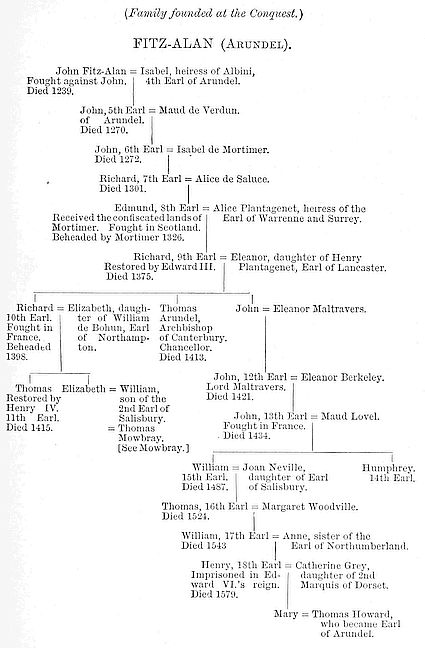 (Family founded at the Conquest.)
FITZ-ALAN (ARUNDEL).
John Fitz-Alan = Isabel, heiress of Albini,
Fought against John. 4th Earl of Arundel.
Died 1239.
John, 5th Earl = Maud de Verdun.
of Arundel.
Died 1270.
John, 6th Earl = Isabel de Mortimer.
Died 1272.
Richard, 7th Earl = Alice de Saluce.
Died 1301.
Edmund, 8th Earl = Alice Plantagenet, heiress of the
Received the confiscated lands of Earl of Warrenne and Surrey.
Mortimer. Fought in Scotland.
Beheaded by Mortimer 1326.
Richard, 9th Earl = Eleanor, daughter of Henry
Restored by Edward III. Plantagenet, Earl of Lancaster.
Died 1375.
Richard = Elizabeth, daugh- Thomas John = Eleanor Maltravers.
10th Earl. ter of William Arundel,
Fought in de Bohun, Earl Archbishop
France. of Northamp- of Canterbury.
Beheaded ton. Chancellor.
1398. Died 1413.
John, 12th Earl = Eleanor Berkeley.
Lord Maltravers.
Died 1421.
Thomas Elizabeth = William,
Restored by son of the
Henry IV. 2nd Earl of
11th Earl. Salisbury.
Died 1415. = Thomas
Mowbray.
[See Mowbray.]
John, 13th Earl = Maud Lovel.
Fought in France.
Died 1434.
William = Joan Neville, Humphrey,
15th Earl. daughter of Earl 14th Earl.
Died 1487. of Salisbury.
Thomas, 16th Earl = Margaret Woodville.
Died 1524.
William, 17th Earl = Anne, sister of the
Died 1543 Earl of Northumberland.
Henry, 18th Earl = Catherine Grey,
Imprisoned in Ed- daughter of 2nd
ward VI.'s reign. Marquis of Dorset.
Died 1579.
Mary = Thomas Howard,
who became Earl
of Arundel.